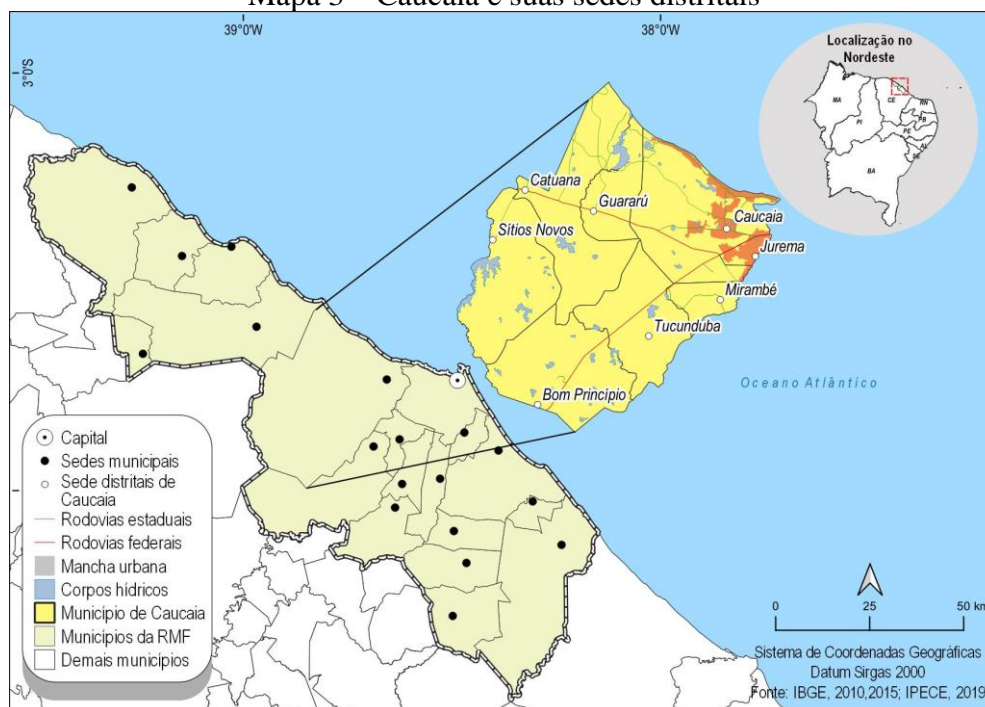 Mapa 3 – Caucaia e suas sedes distritais
39°0'W
38°0'W
3°0'S
Localização no
Nordeste
MA
PI
CE
RN
PB
PE
AL
SE
BA
Catuana
Guararú
Sítios Novos
Caucaia
Jurema
Mirambé
Tucunduba
Bom Princípio
Oceano Atlântico
Capital
Sedes municipais
Sede distritais de
Caucaia
Rodovias estaduais
Rodovias federais
Mancha urbana
Corpos hídricos
Município de Caucaia
Municípios da RMF
Demais municípios
0 25 50 km
Sistema de Coordenadas Geográficas
Datum Sirgas 2000
Fonte: IBGE, 2010,2015; IPECE, 2019